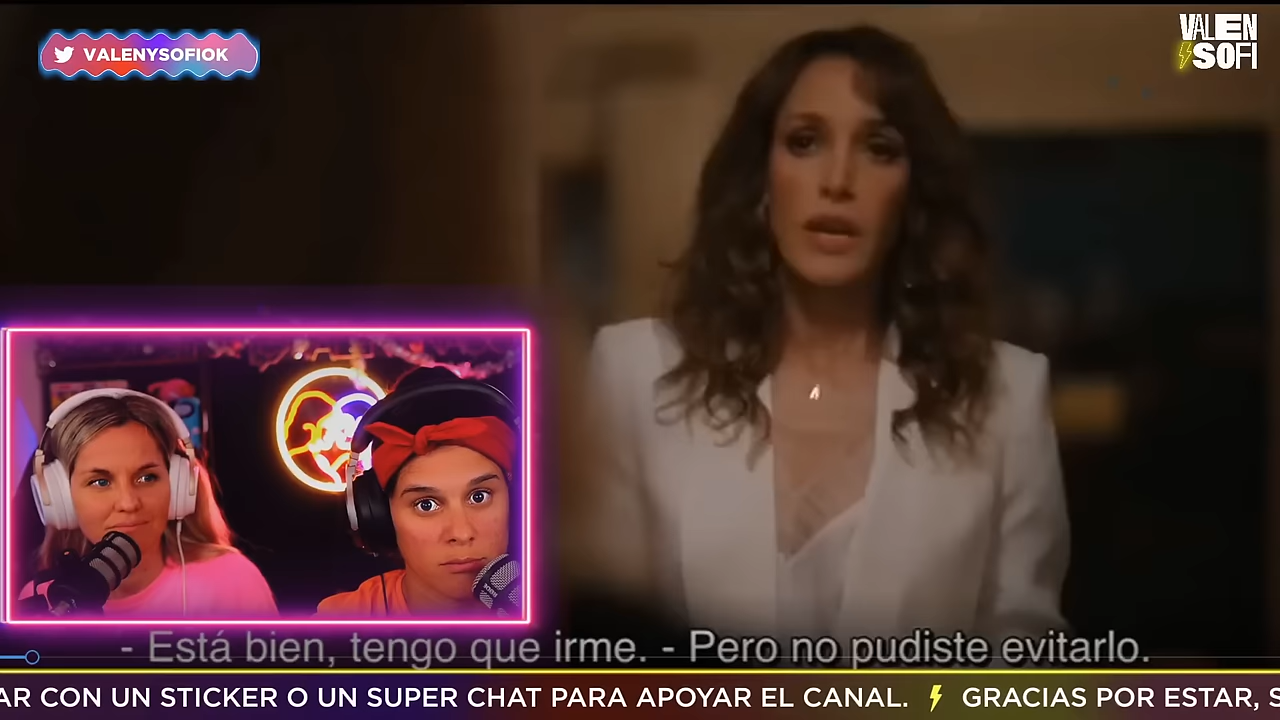 VALENYSOFIOK
VALEN
SOFI
- Está bien, tengo que irme. - Pero no pudiste evitarlo.
AR CON UN STICKER O UN SUPER CHAT PARA APOYAR EL CANAL. GRACIAS POR ESTAR, S